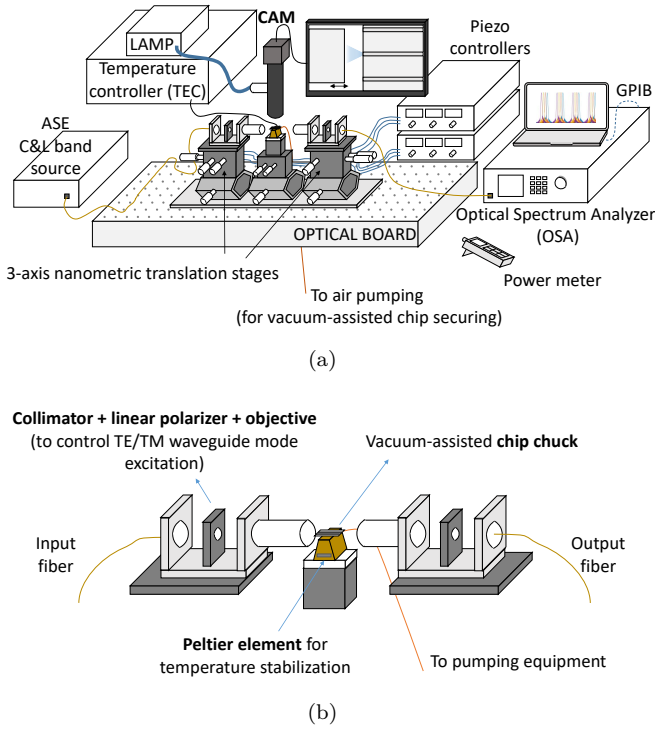 CAM
LAMP
Temperature
controller (TEC)
Piezo
controllers
GPIB
ASE
C&L band
source
OPTICAL BOARD
Optical Spectrum Analyzer
(OSA)
3-axis nanometric translation stages
Power meter
To air pumping
(for vacuum-assisted chip securing)
(a)
Collimator + linear polarizer + objective
(to control TE/TM waveguide mode
excitation)
Vacuum-assisted chip chuck
Input
fiber
Output
fiber
Peltier element for
temperature stabilization
To pumping equipment
(b)